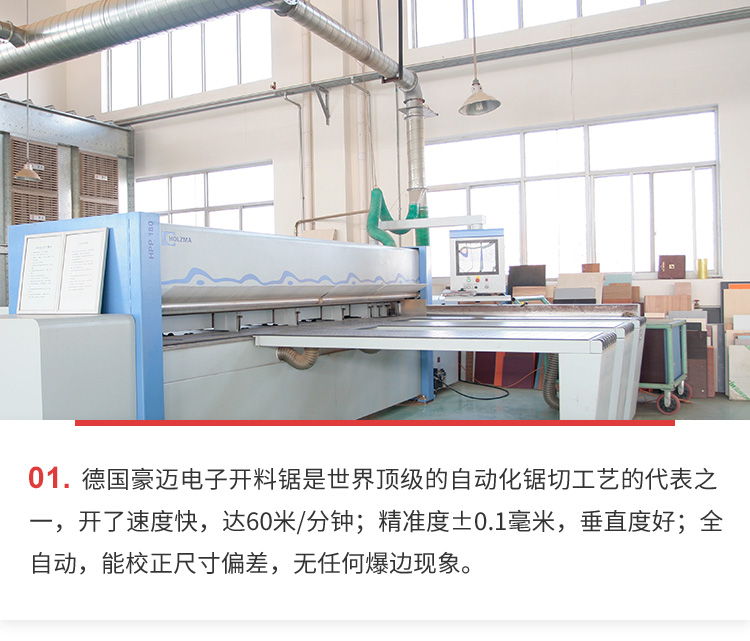 HOLZMA
HPP 180
01. 德国豪迈电子开料锯是世界顶级的自动化锯切工艺的代表之
一，开了速度快，达60米/分钟；精准度±0.1毫米，垂直度好；全
自动，能校正尺寸偏差，无任何爆边现象。